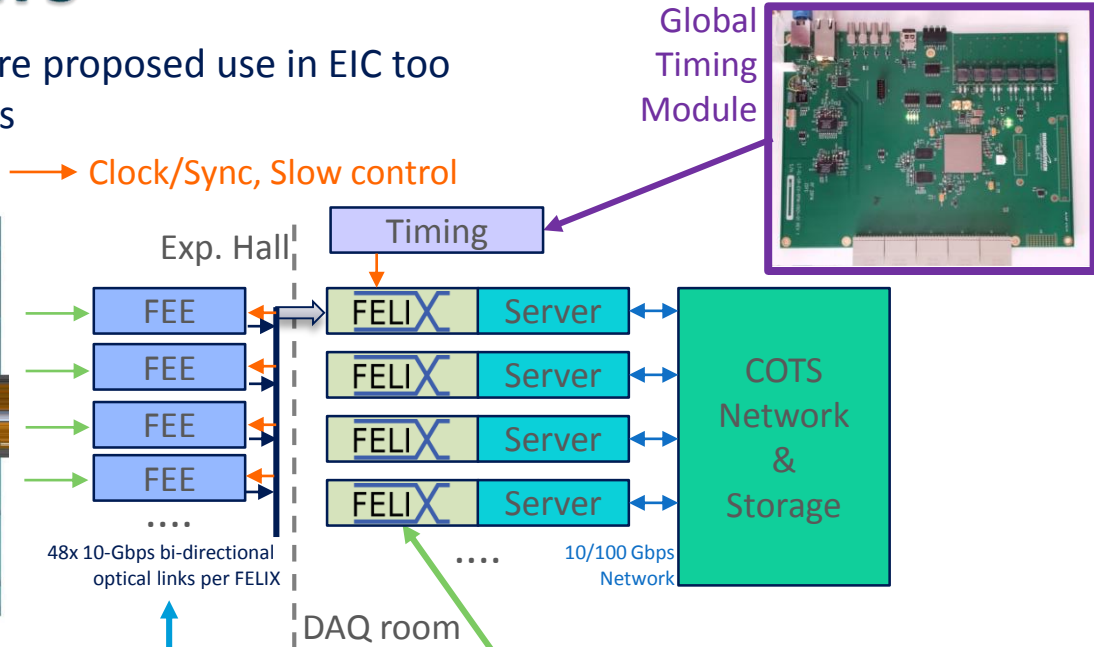 re proposed use in EIC too
s
Global
Timing
Module
Clock/Sync, Slow control
Exp. Hall
Timing
FEE
FELIX
Server
FEE
FELIX
Server
FEE
FELIX
Server
FEE
FELIX
Server
COTS
Network
&
Storage
....
....
48x 10-Gbps bi-directional
optical links per FELIX
10/100 Gbps
Network
DAQ room